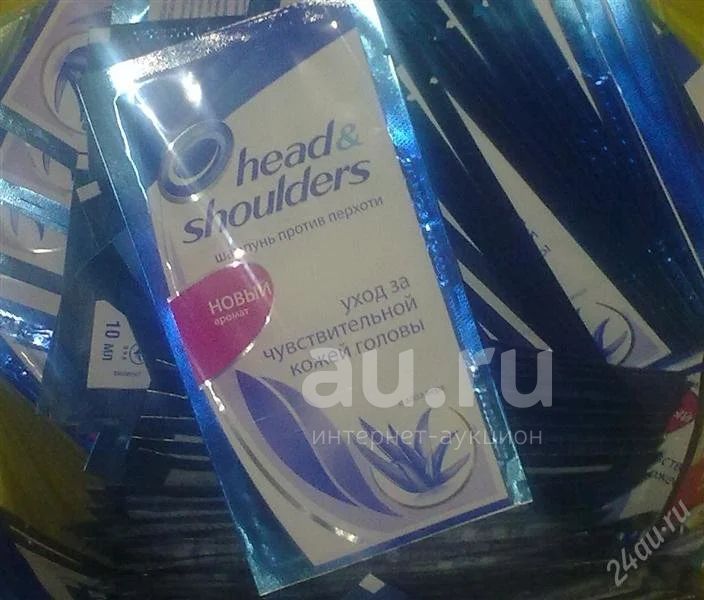 head&
shoulders
шампунь против перхоти
НОВЫЙ
аромат
уход за
чувствительной
кожей головы
10 мл
au.ru
интернет-аукцион
24au.ru